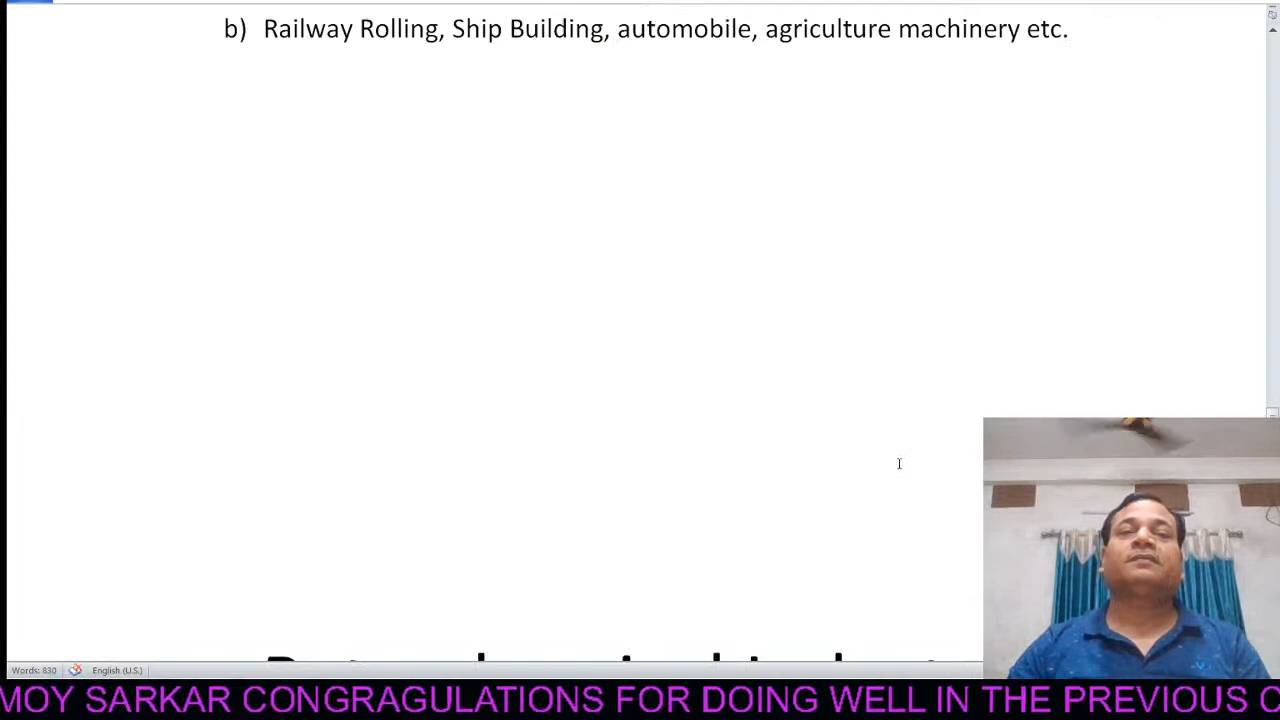 b) Railway Rolling, Ship Building, automobile, agriculture machinery etc.
Words: 830 English (U.S.)
MOY SARKAR CONGRAGULATIONS FOR DOING WELL IN THE PREVIOUS